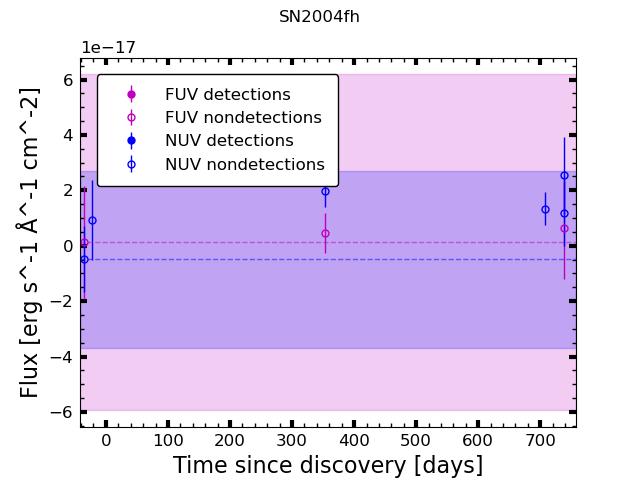 SN2004fh
1e−17
FUV detections
FUV nondetections
NUV detections
NUV nondetections
6
4
2
0
−2
−4
−6
Flux [erg s^-1 Å^-1 cm^-2]
0 100 200 300 400 500 600 700
Time since discovery [days]